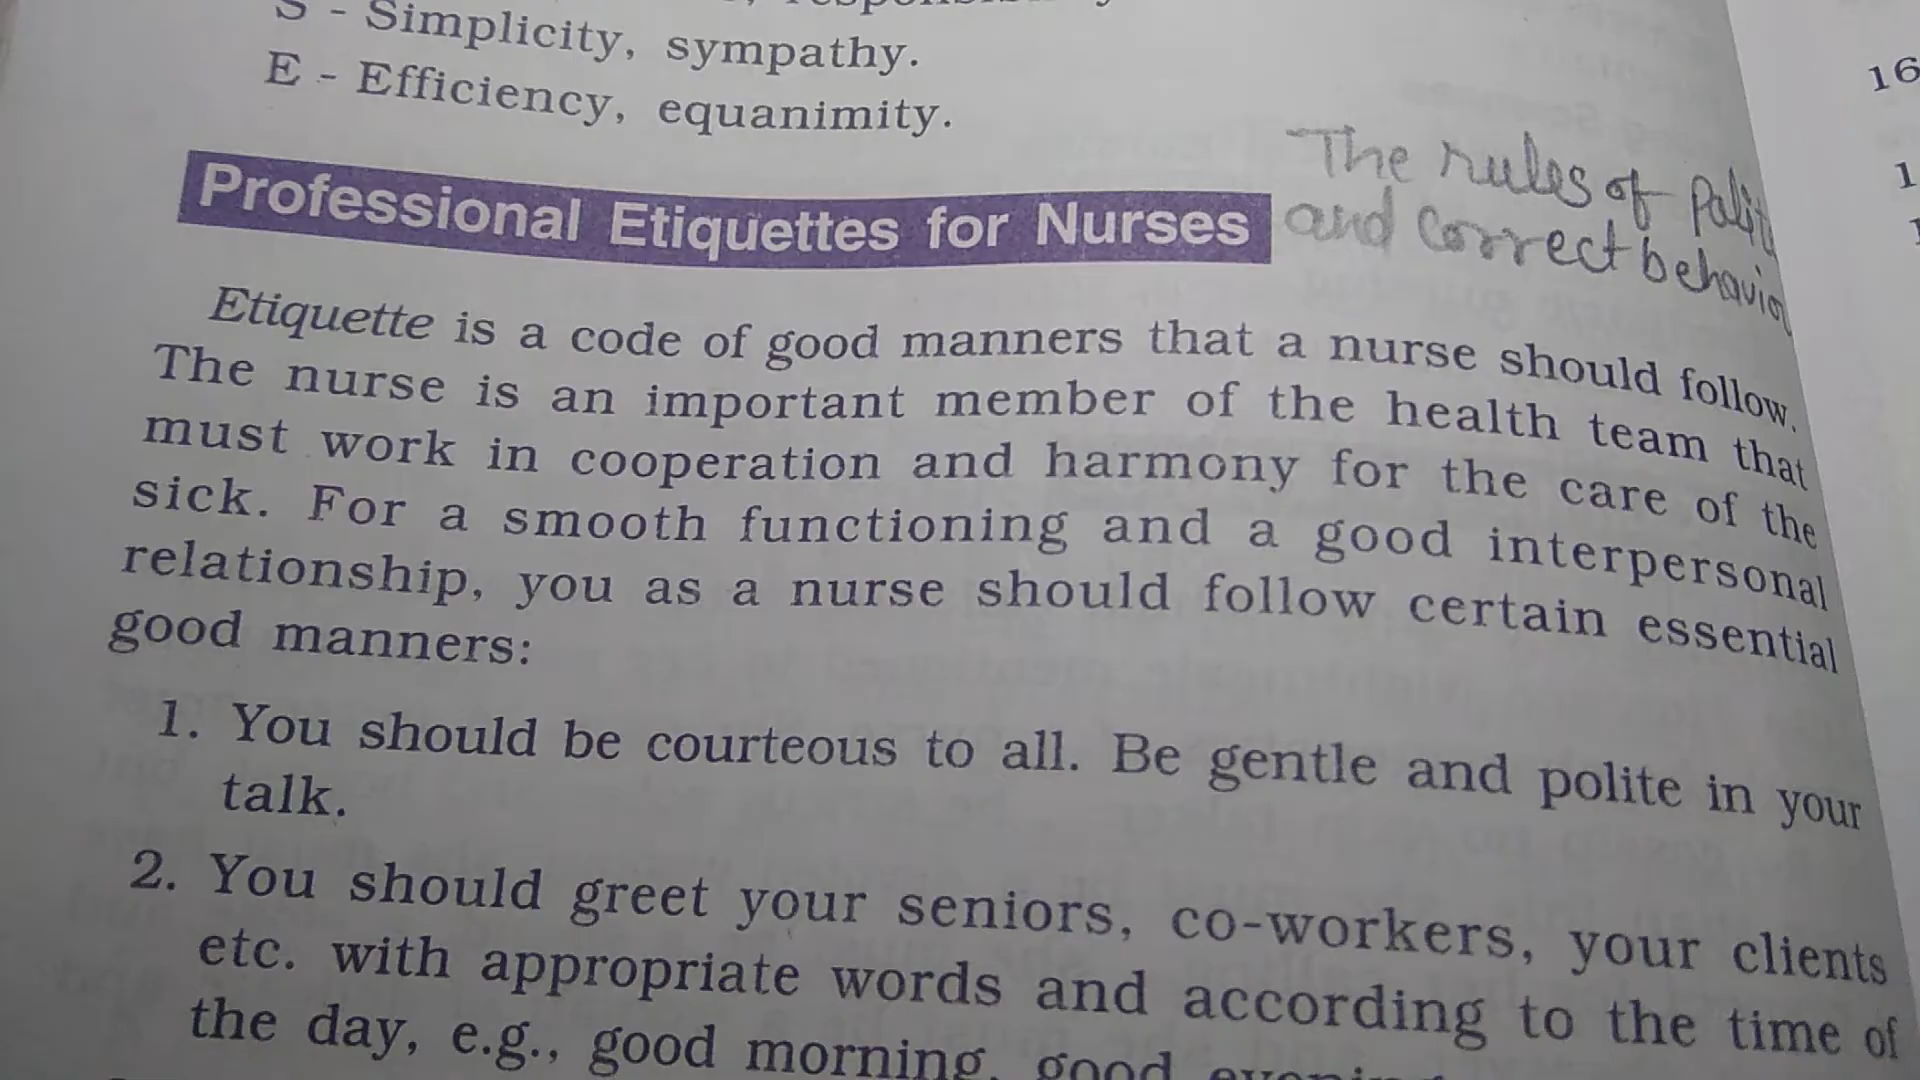 S - Simplicity, sympathy.
E - Efficiency, equanimity.
The rules of
and correct
Professional Etiquettes for Nurses
Etiquette is a code of good manners that a nurse should follow.
The nurse is an important member of the health team that
must work in cooperation and harmony for the care of the
sick. For a smooth functioning and a good interpersonal
relationship, you as a nurse should follow certain essential
good manners:
1. You should be courteous to all. Be gentle and polite in your
talk.
2. You should greet your seniors, co-workers, your clients
etc. with appropriate words and according to the time of
the day, e.g., good morning, good
16